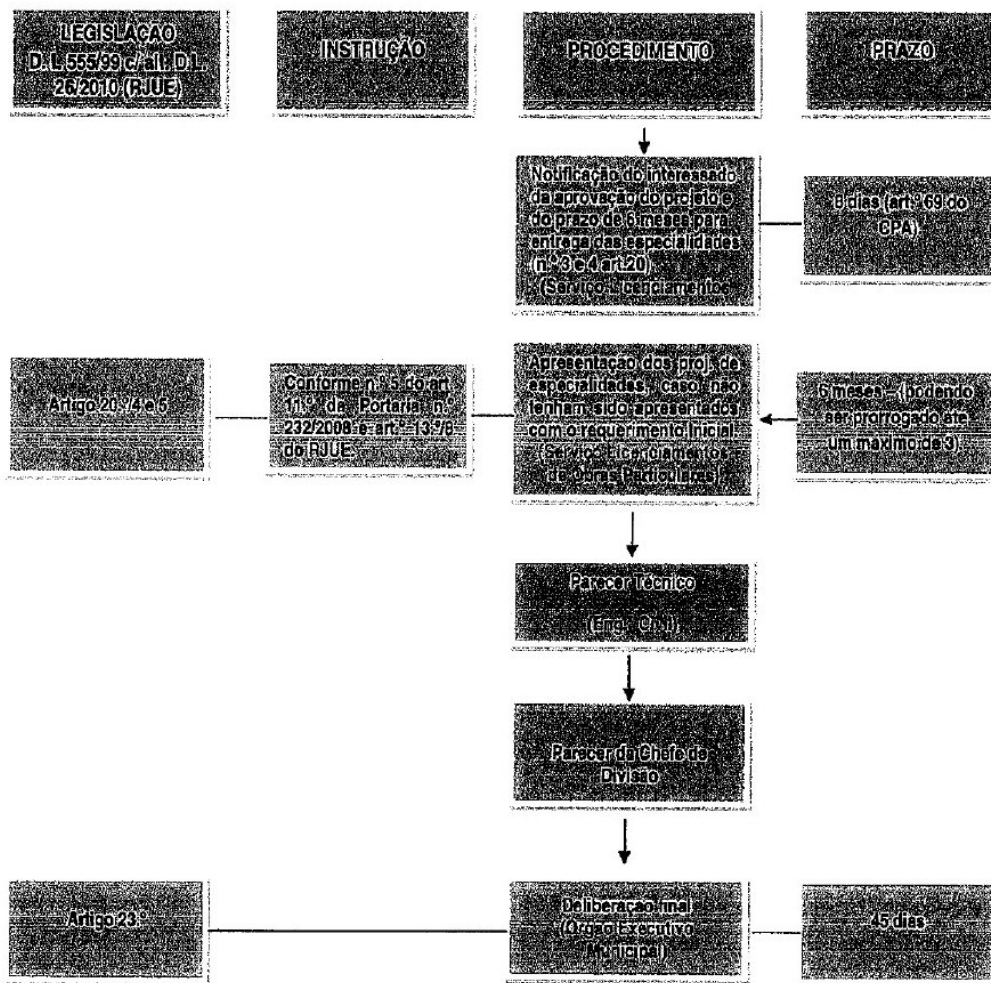 LEGISLAÇÃO
D. L.555/99 c/ alt. D.L.
26/2010 (RJUE)
INSTRUÇÃO
PROCEDIMENTO
PRAZO
Notificação do interessado
da aprovação do projeto e
do prazo de 6 meses para
entrega das especialidades
(n.º 3 e 4 art.20)
(Serviço Licenciamentos
8 dias (art.º 69 do
CPA)
Artigo 20.º/4 e 5
Conforme n.º 5 do art.
11.º da Portaria n.º
232/2008 e art.º 13.º/8
do RJUE.
Apresentação dos proj. de
especialidades, caso não
tenham sido apresentados
com o requerimento Inicial.
(Serviço Licenciamentos
de Obras Particulares)
6 meses – (podendo
ser prorrogado até
um máximo de 3)
Parecer Técnico
(Eng.º Civil)
Parecer da Chefe de
Divisão
Artigo 23.º
Deliberação final
(Órgão Executivo
Municipal)
45 dias